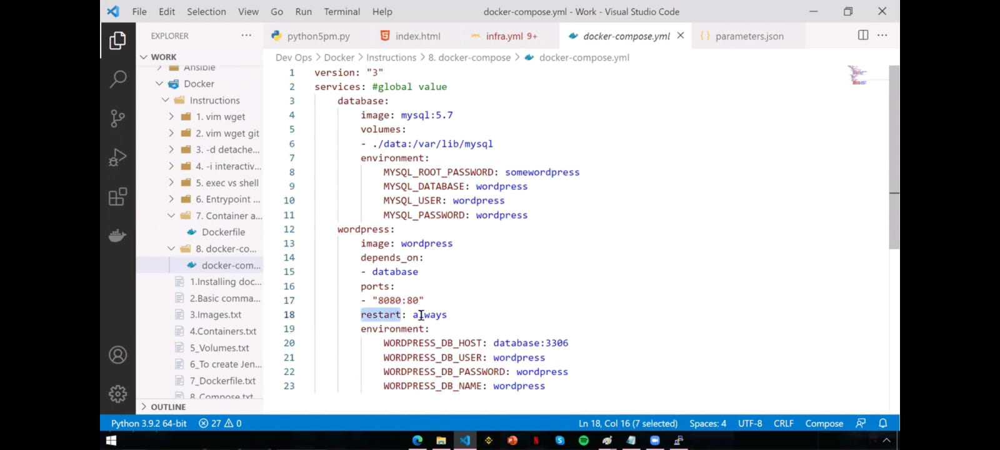 File Edit Selection View Go Run Terminal Help
docker-compose.yml - Work - Visual Studio Code
EXPLORER
python5pm.py
index.html
infra.yml 9+
docker-compose.yml
parameters.json
WORK
Ansible
Docker
Instructions
1. vim wget
2. vim wget git
3. -d detache...
4. -i interactiv...
5. exec vs shell
6. Entrypoint ...
7. Container a...
Dockerfile
8. docker-co...
docker-com...
1.Installing doc...
2.Basic comma...
3.Images.txt
4.Containers.txt
5_Volumes.txt
6_To create Jen...
7_Dockerfile.txt
8_Compose.txt
OUTLINE
Dev Ops > Docker > Instructions > 8. docker-compose > docker-compose.yml
1 version: "3"
2 services: #global value
3 database:
4 image: mysql:5.7
5 volumes:
6 - ./data:/var/lib/mysql
7 environment:
8 MYSQL_ROOT_PASSWORD: somewordpress
9 MYSQL_DATABASE: wordpress
10 MYSQL_USER: wordpress
11 MYSQL_PASSWORD: wordpress
12 wordpress:
13 image: wordpress
14 depends_on:
15 - database
16 ports:
17 - "8080:80"
18 restart: always
19 environment:
20 WORDPRESS_DB_HOST: database:3306
21 WORDPRESS_DB_USER: wordpress
22 WORDPRESS_DB_PASSWORD: wordpress
23 WORDPRESS_DB_NAME: wordpress
Python 3.9.2 64-bit 27 0
Ln 18, Col 16 (7 selected) Spaces: 4 UTF-8 CRLF Compose